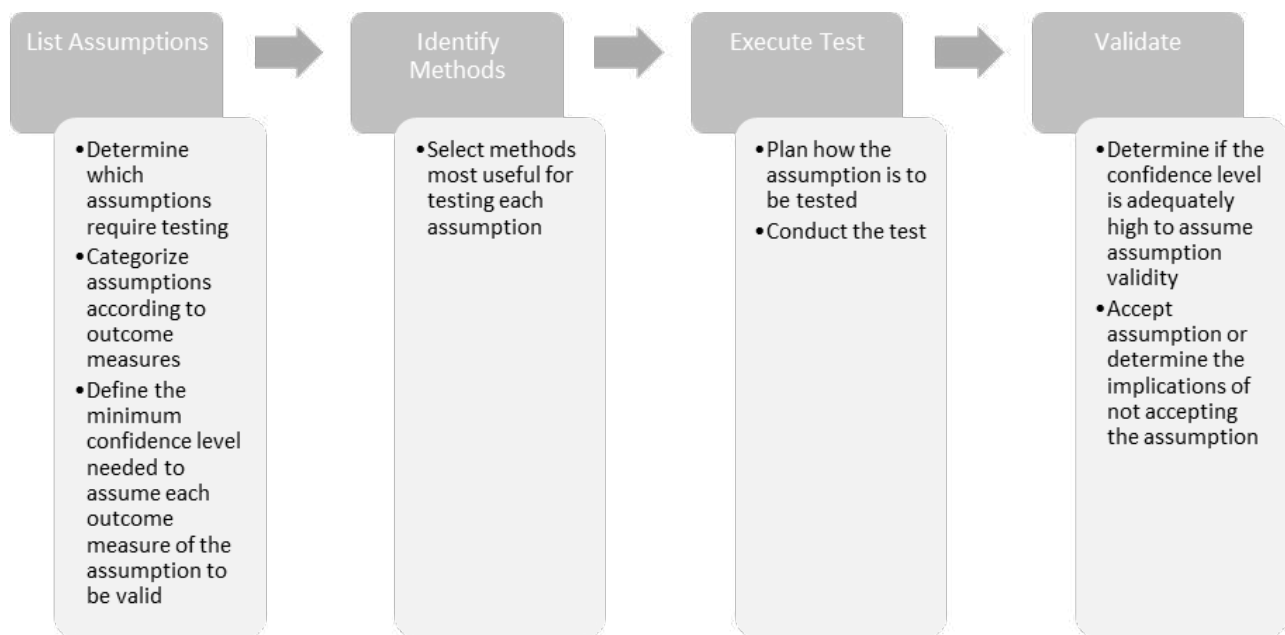 List Assumptions
•Determine
which
assumptions
require testing
•Categorize
assumptions
according to
outcome
measures
•Define the
minimum
confidence level
needed to
assume each
outcome
measure of the
assumption to
be valid
Identify
Methods
•Select methods
most useful for
testing each
assumption
Execute Test
•Plan how the
assumption is to
be tested
•Conduct the test
Validate
•Determine if the
confidence level
is adequately
high to assume
assumption
validity
•Accept
assumption or
determine the
implications of
not accepting
the assumption